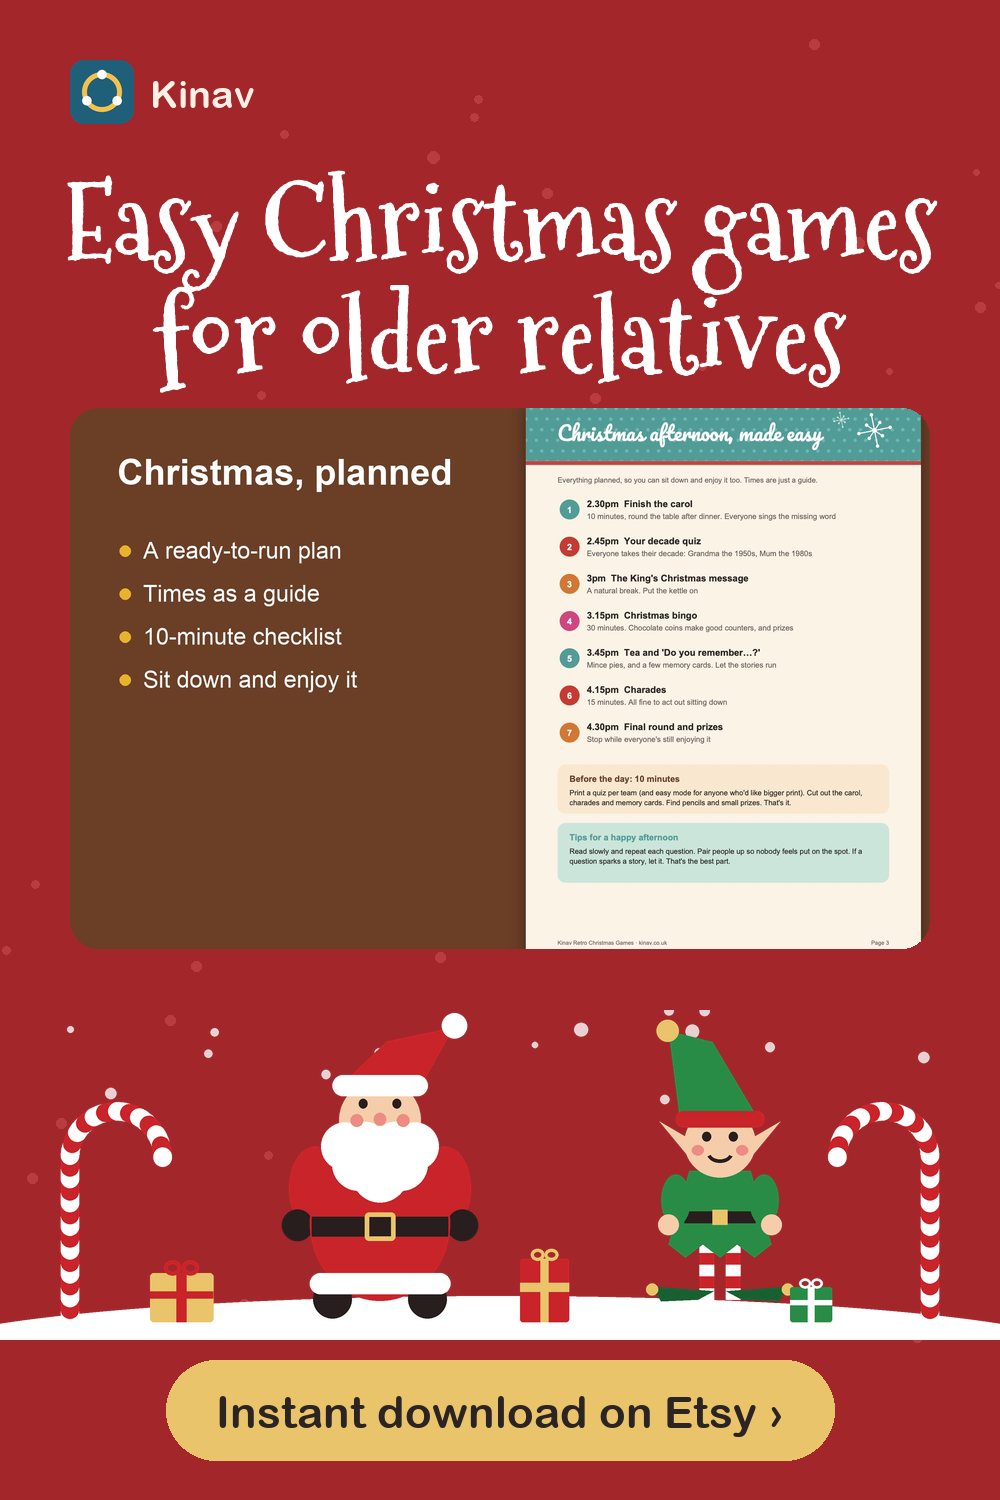 Kinav
Easy Christmas games
for older relatives
Christmas, planned
A ready-to-run plan
Times as a guide
10-minute checklist
Sit down and enjoy it
Christmas afternoon, made easy
Everything planned, so you can sit down and enjoy it too. Times are just a guide.
1 2.30pm Finish the carol
10 minutes, round the table after dinner. Everyone sings the missing word
2 2.45pm Your decade quiz
Everyone takes their decade: Grandma the 1950s, Mum the 1980s
3 3pm The King's Christmas message
A natural break. Put the kettle on
4 3.15pm Christmas bingo
30 minutes. Chocolate coins make good counters, and prizes
5 3.45pm Tea and 'Do you remember...?'
Mince pies, and a few memory cards. Let the stories run
6 4.15pm Charades
15 minutes. All fine to act out sitting down
7 4.30pm Final round and prizes
Stop while everyone's still enjoying it
Before the day: 10 minutes
Print a quiz per team (and easy mode for anyone who'd like bigger print). Cut out the carol,
charades and memory cards. Find pencils and small prizes. That's it.
Tips for a happy afternoon
Read slowly and repeat each question. Pair people up so nobody feels put on the spot. If a
question sparks a story, let it. That's the best part.
Kinav Retro Christmas Games · kinav.co.uk Page 3
Instant download on Etsy ›